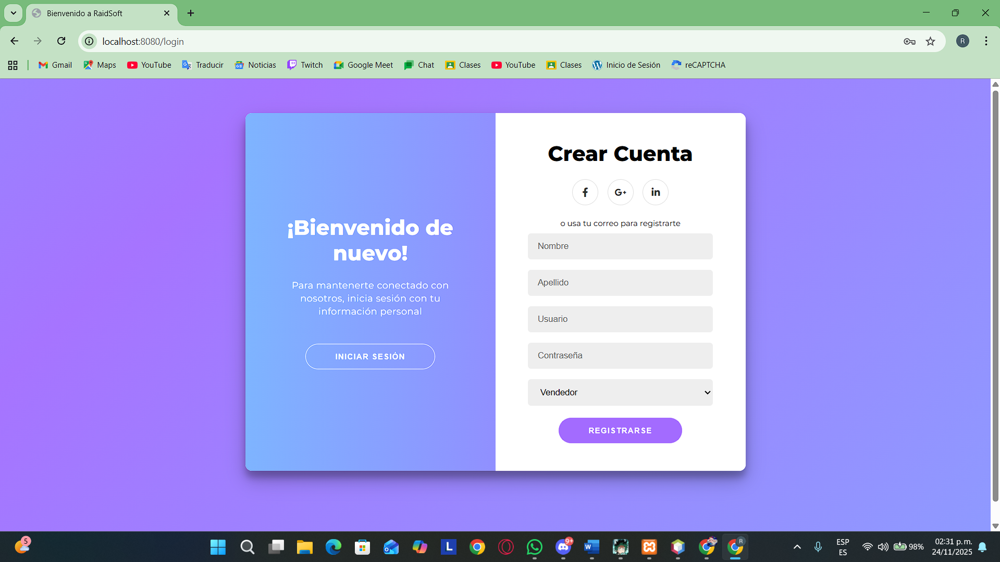 Bienvenido a RaidSoft
localhost:8080/login
R
Gmail
Maps
YouTube
Traducir
Noticias
Twitch
Google Meet
Chat
Clases
YouTube
Clases
Inicio de Sesión
reCAPTCHA
¡Bienvenido de
nuevo!
Para mantenerte conectado con
nosotros, inicia sesión con tu
información personal
INICIAR SESIÓN
Crear Cuenta
f
G+
in
o usa tu correo para registrarte
Nombre
Apellido
Usuario
Contraseña
Vendedor
REGISTRARSE
5
L
9+
W
R
ESP
ES
98%
02:31 p. m.
24/11/2025